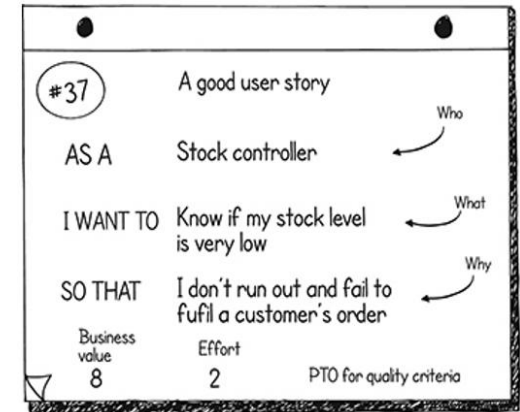 #37 A good user story
Who
AS A Stock controller
What
I WANT TO Know if my stock level
is very low
Why
SO THAT I don't run out and fail to
fufil a customer's order
Business
value Effort
8 2 PTO for quality criteria